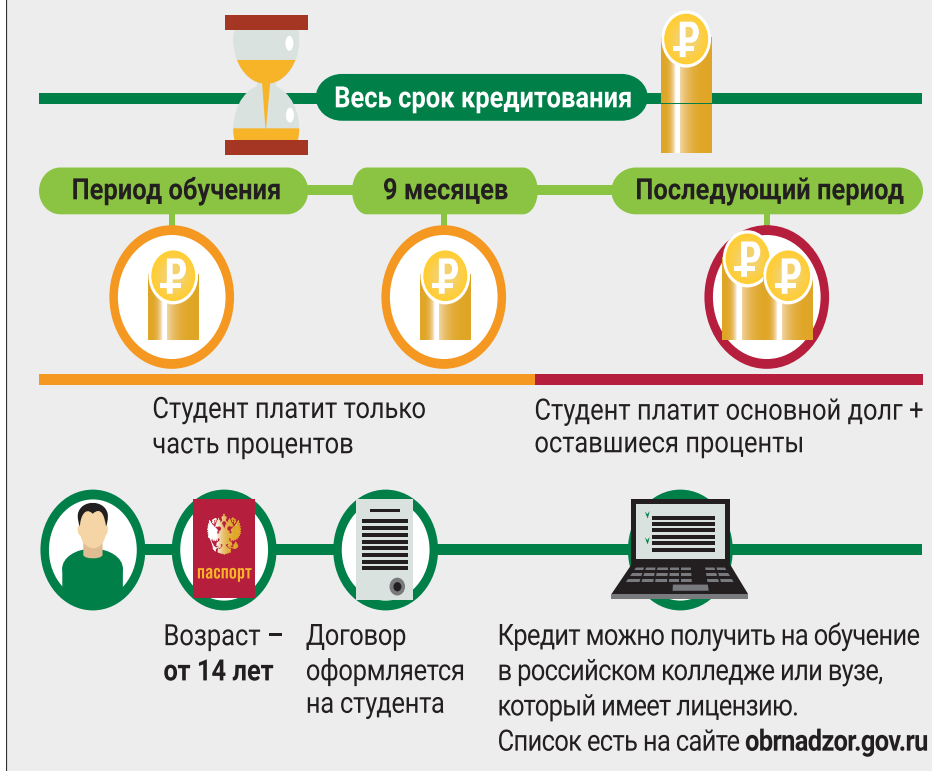 Весь срок кредитования
Период обучения
9 месяцев
Последующий период
Студент платит только
часть процентов
Студент платит основной долг +
оставшиеся проценты
паспорт
Возраст –
от 14 лет
Договор
оформляется
на студента
Кредит можно получить на обучение
в российском колледже или вузе,
который имеет лицензию.
Список есть на сайте obrnadzor.gov.ru